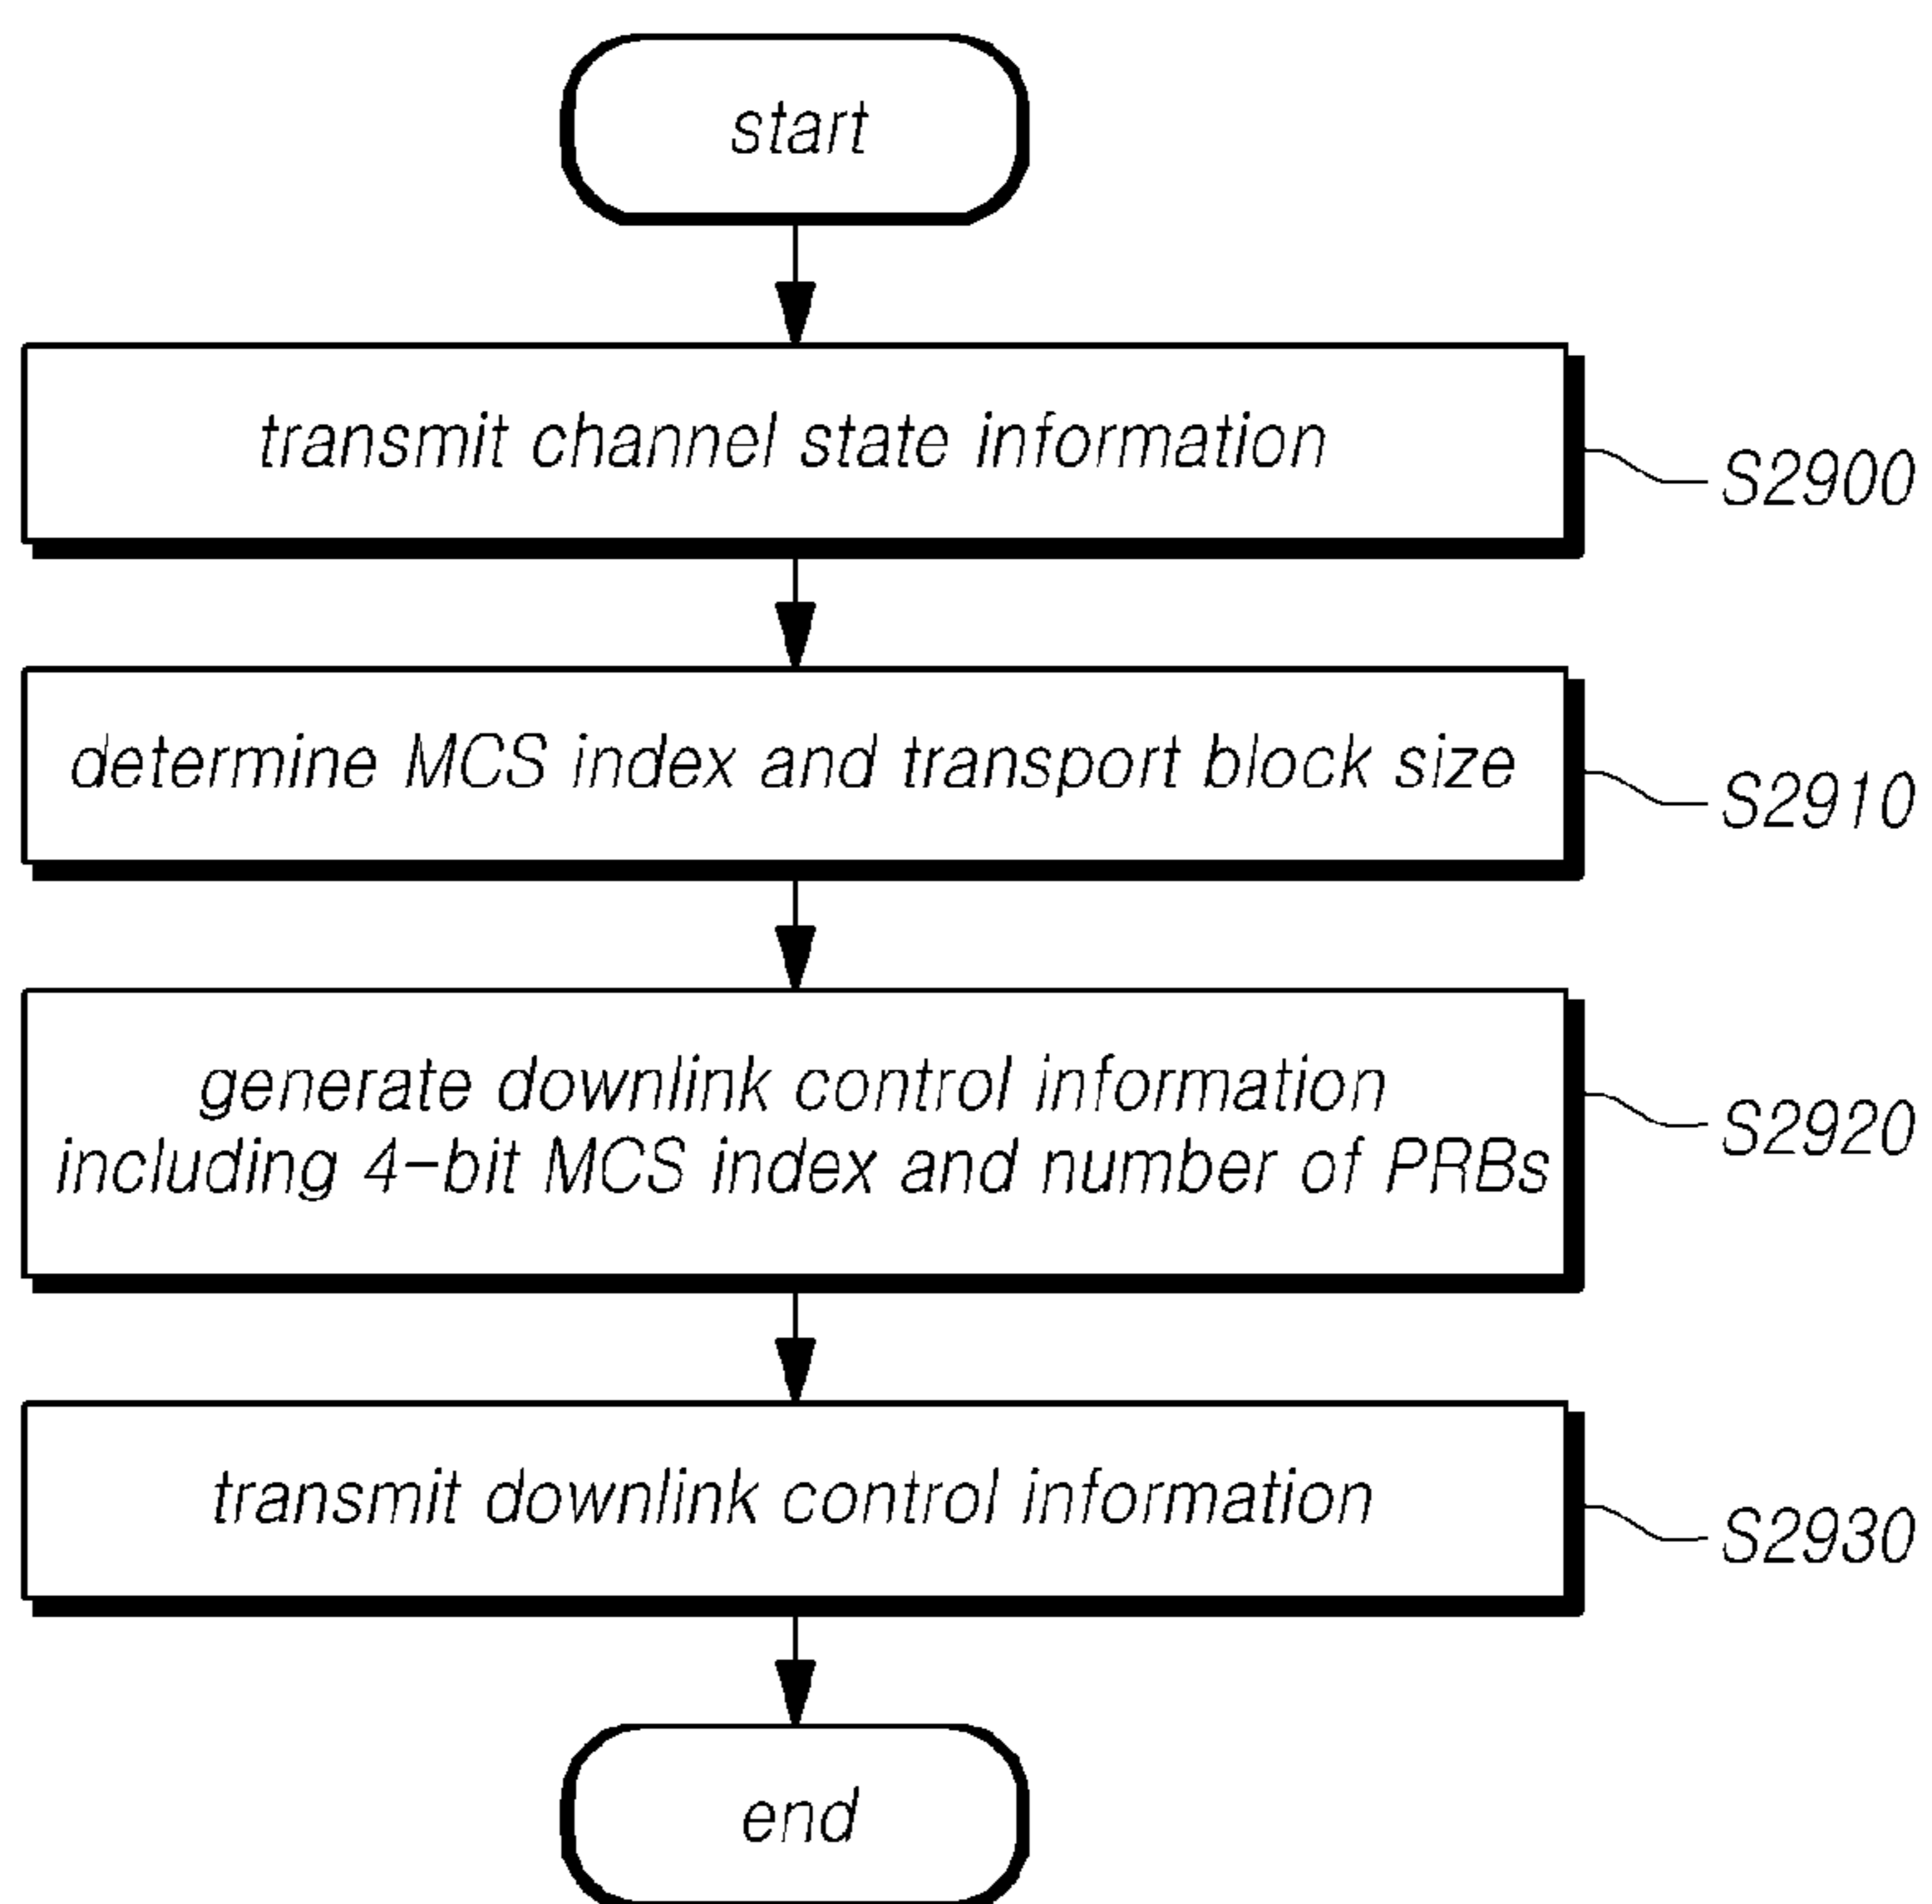 start
transmit channel state information
S2900
determine MCS index and transport block size
S2910
generate downlink control information
including 4-bit MCS index and number of PRBs
S2920
transmit downlink control information
S2930
end